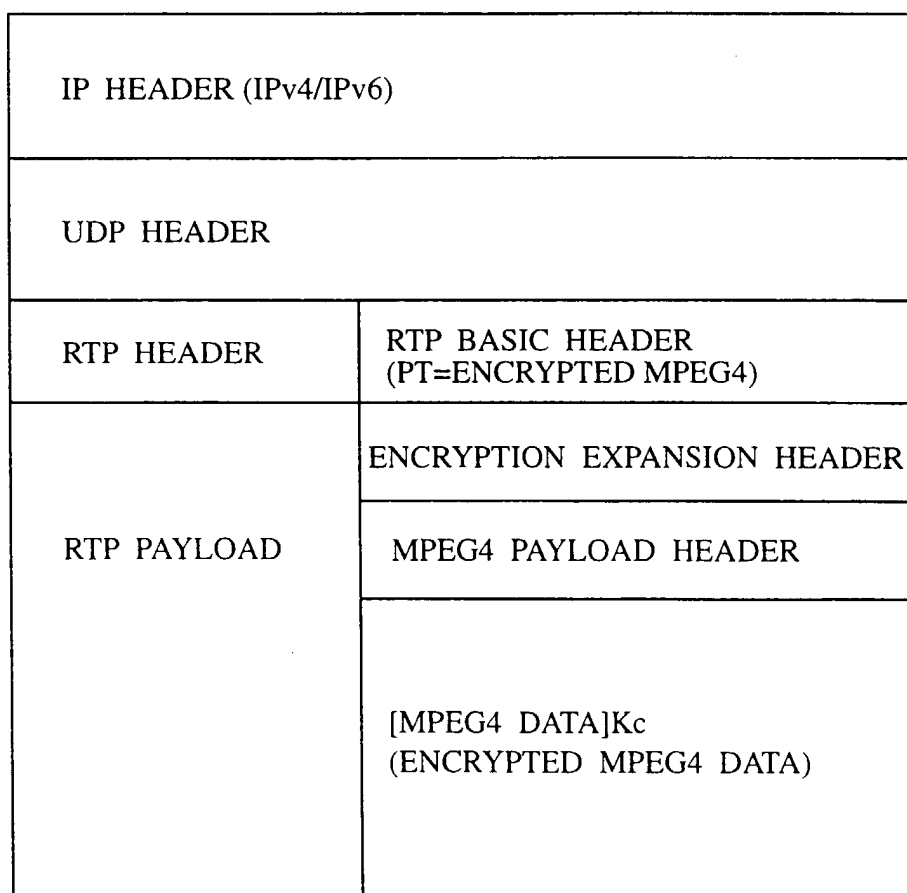 IP HEADER (IPv4/IPv6)
UDP HEADER
RTP HEADER
RTP BASIC HEADER
(PT=ENCRYPTED MPEG4)
ENCRYPTION EXPANSION HEADER
RTP PAYLOAD
MPEG4 PAYLOAD HEADER
[MPEG4 DATA]Kc
(ENCRYPTED MPEG4 DATA)